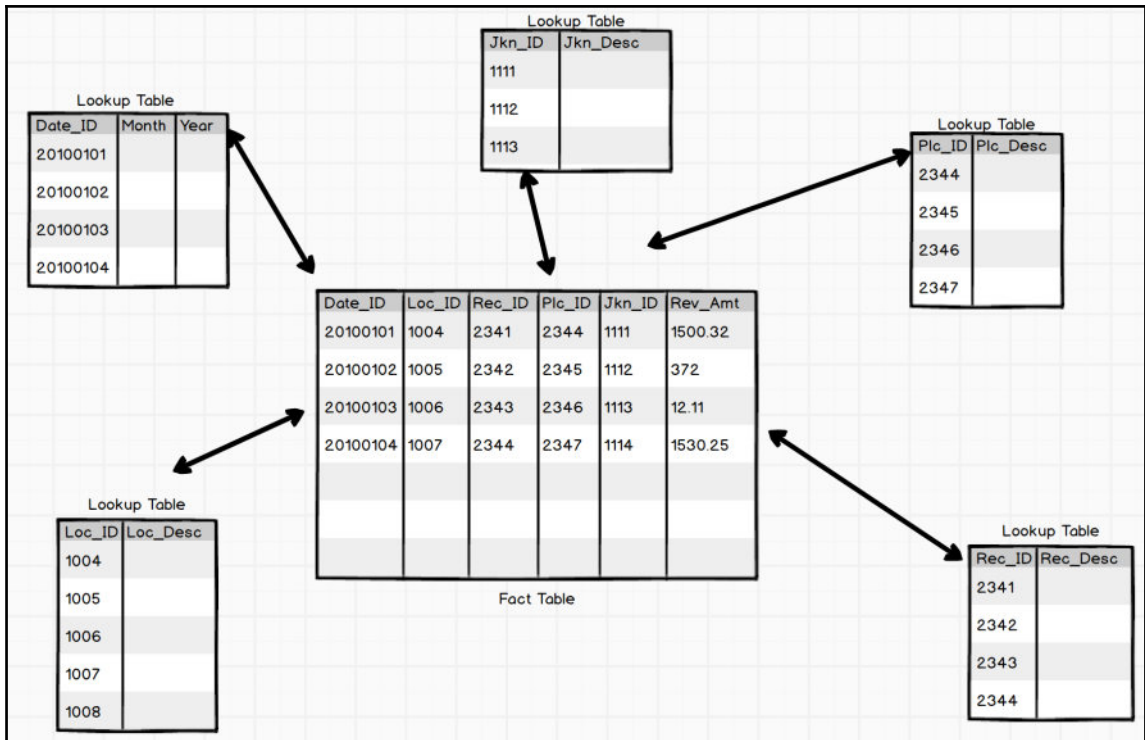 Lookup Table
Jkn_ID Jkn_Desc
1111
1112
1113
Lookup Table
Date_ID Month Year
20100101
20100102
20100103
20100104
Lookup Table
Plc_ID Plc_Desc
2344
2345
2346
2347
Date_ID Loc_ID Rec_ID Plc_ID Jkn_ID Rev_Amt
20100101 1004 2341 2344 1111 1500.32
20100102 1005 2342 2345 1112 372
20100103 1006 2343 2346 1113 12.11
20100104 1007 2344 2347 1114 1530.25
Fact Table
Lookup Table
Loc_ID Loc_Desc
1004
1005
1006
1007
1008
Lookup Table
Rec_ID Rec_Desc
2341
2342
2343
2344